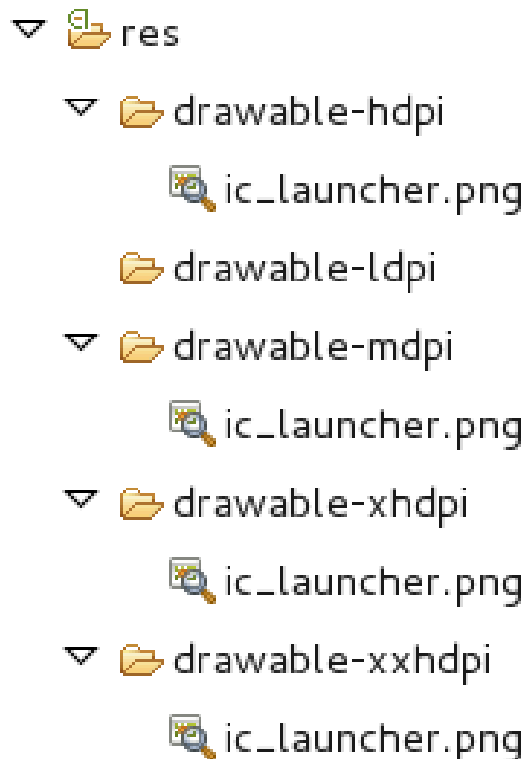 res
drawable-hdpi
ic_launcher.png
drawable-ldpi
drawable-mdpi
ic_launcher.png
drawable-xhdpi
ic_launcher.png
drawable-xxhdpi
ic_launcher.png